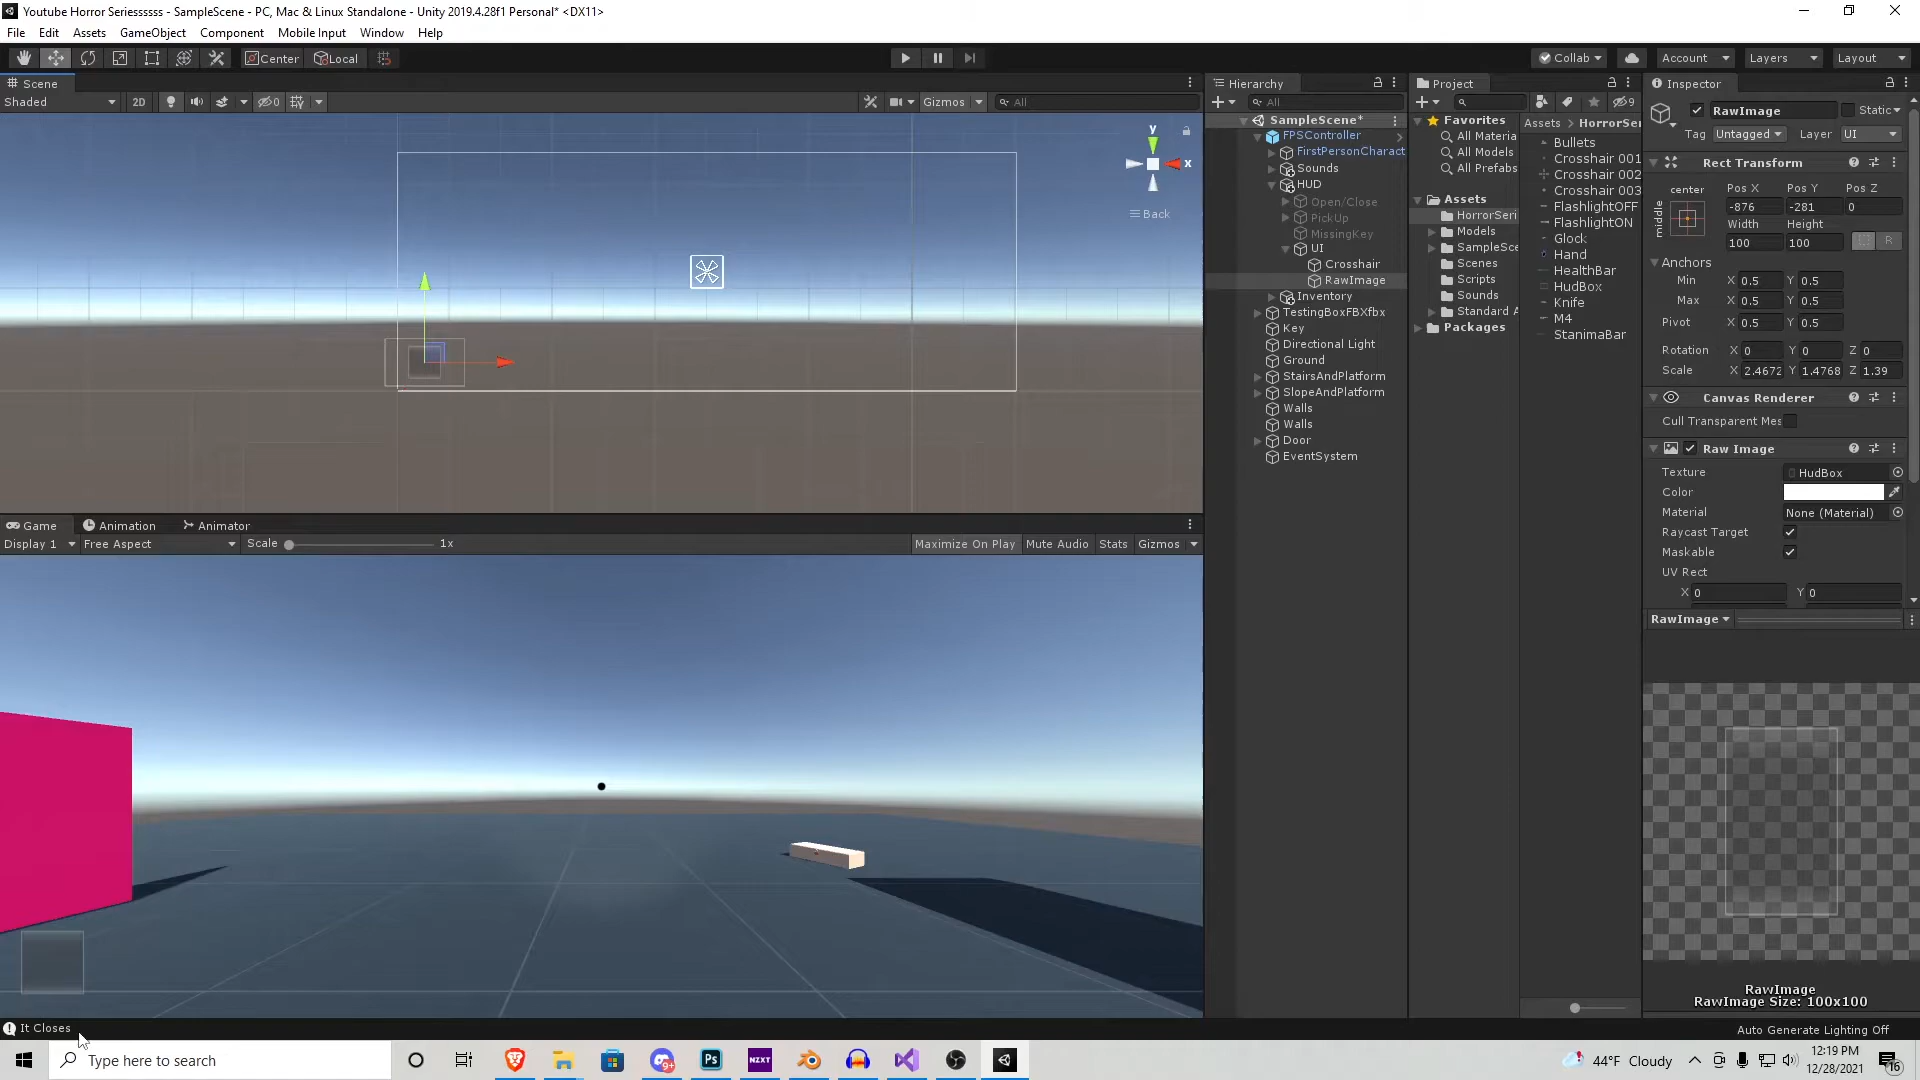 Youtube Horror Seriesssss - SampleScene - PC, Mac & Linux Standalone - Unity 2019.4.28f1 Personal* <DX11>
File Edit Assets GameObject Component Mobile Input Window Help
Center Local Collab Account Layers Layout
Scene
Shaded 2D 0 Gizmos All
y
x
Back
Game Animation Animator
Display 1 Free Aspect Scale 1x Maximize On Play Mute Audio Stats Gizmos
Hierarchy
All
SampleScene*
FPSController
FirstPersonCharact
Sounds
HUD
Open/Close
PickUp
MissingKey
UI
Crosshair
RawImage
Inventory
TestingBoxFBXfbx
Key
Directional Light
Ground
StairsAndPlatform
SlopeAndPlatform
Walls
Walls
Door
EventSystem
Project
9
Favorites
All Materia
All Models
All Prefabs
Assets
HorrorSeri
Models
SampleSce
Scenes
Scripts
Sounds
Standard A
Packages
Assets > HorrorSer
Bullets
Crosshair 001
Crosshair 002
Crosshair 003
FlashlightOFF
FlashlightON
Glock
Hand
HealthBar
HudBox
Knife
M4
StanimaBar
Inspector
RawImage Static
Tag Untagged Layer UI
Rect Transform
center Pos X Pos Y Pos Z
middle -876 -281 0
Width Height
100 100 R
Anchors
Min X 0.5 Y 0.5
Max X 0.5 Y 0.5
Pivot X 0.5 Y 0.5
Rotation X 0 Y 0 Z 0
Scale X 2.4672 Y 1.4768 Z 1.39
Canvas Renderer
Cull Transparent Mes
Raw Image
Texture HudBox
Color
Material None (Material)
Raycast Target
Maskable
UV Rect
X 0 Y 0
RawImage
RawImage
RawImage Size: 100x100
It Closes
Auto Generate Lighting Off
Type here to search
9+
Ps
NZXT
44°F Cloudy
12:19 PM
12/28/2021
16